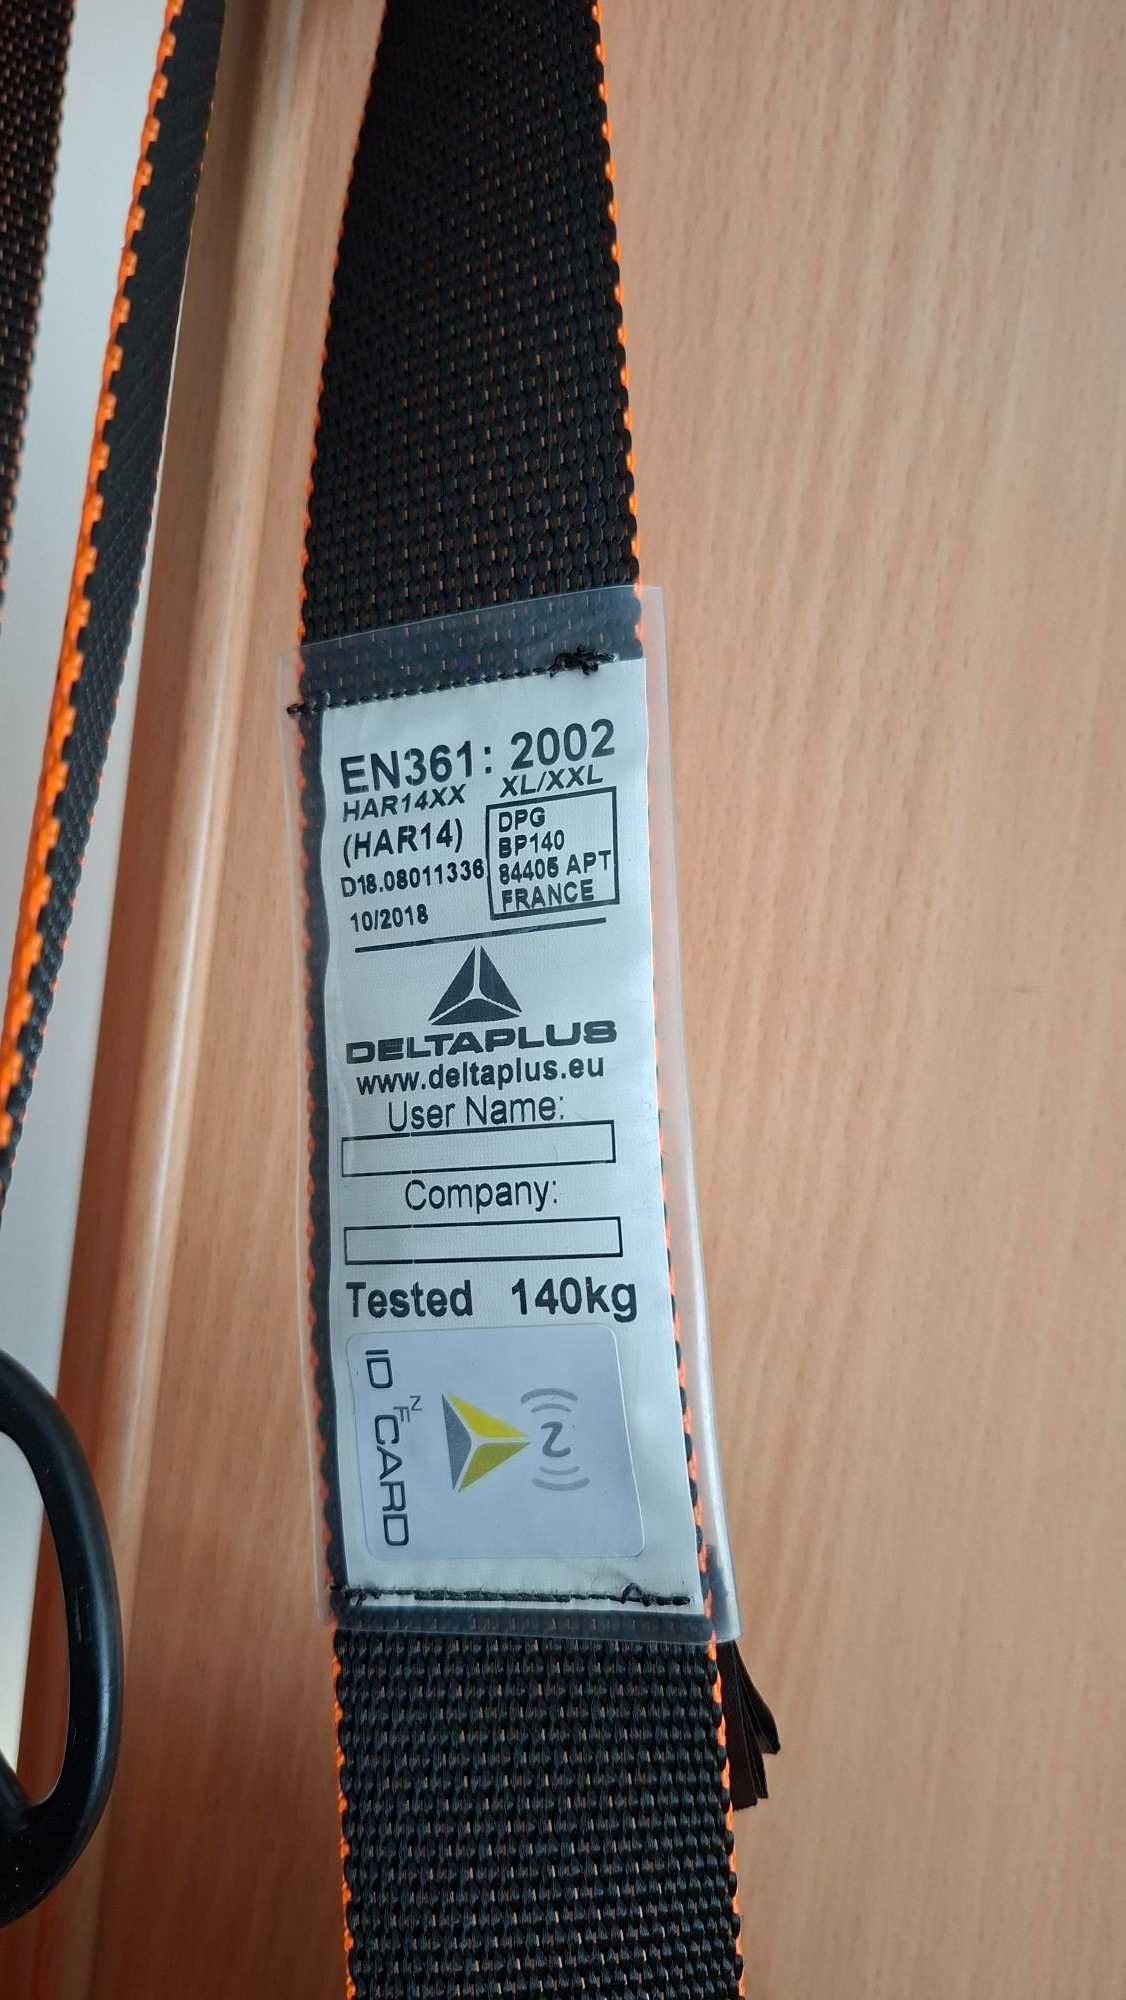 EN361: 2002
HAR14XX XL/XXL
(HAR14)
D18.08011336
10/2018
DPG
BP140
84405 APT
FRANCE
DELTAPLUS
www.deltaplus.eu
User Name:
Company:
Tested 140kg
ID CARD
NF